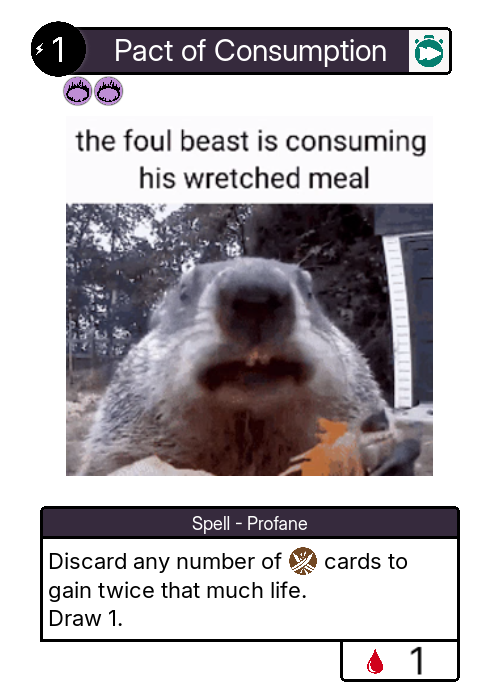 1 Pact of Consumption
the foul beast is consuming
his wretched meal
Spell - Profane
Discard any number of cards to
gain twice that much life.
Draw 1.
1